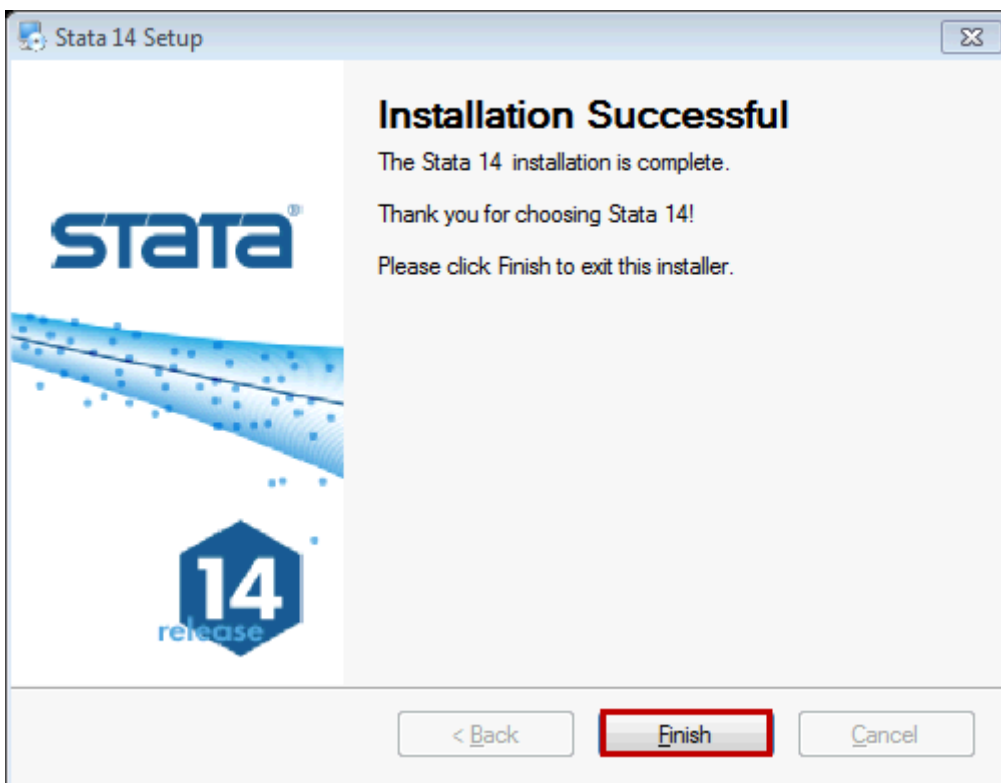 Stata 14 Setup
Installation Successful
The Stata 14 installation is complete.
Thank you for choosing Stata 14!
Please click Finish to exit this installer.
STaTa®
14
release
< Back
Finish
Cancel